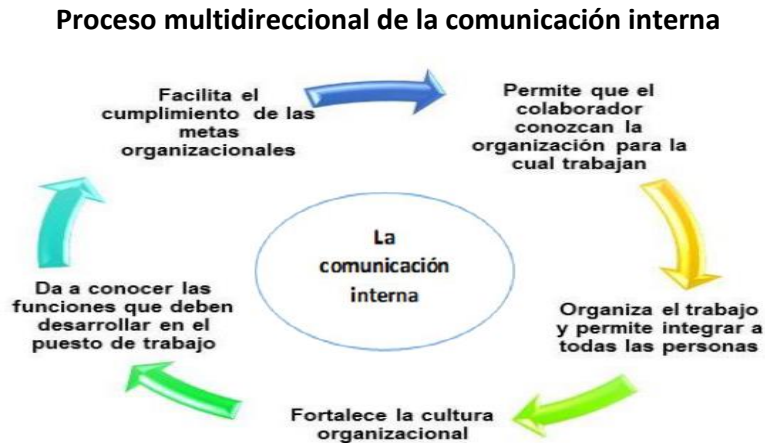 Proceso multidireccional de la comunicación interna
Facilita el
cumplimiento de las
metas
organizacionales
Permite que el
colaborador
conozcan la
organización para la
cual trabajan
Organiza el trabajo
y permite integrar a
todas las personas
Fortalece la cultura
organizacional
Da a conocer las
funciones que deben
desarrollar en el
puesto de trabajo
La
comunicación
interna